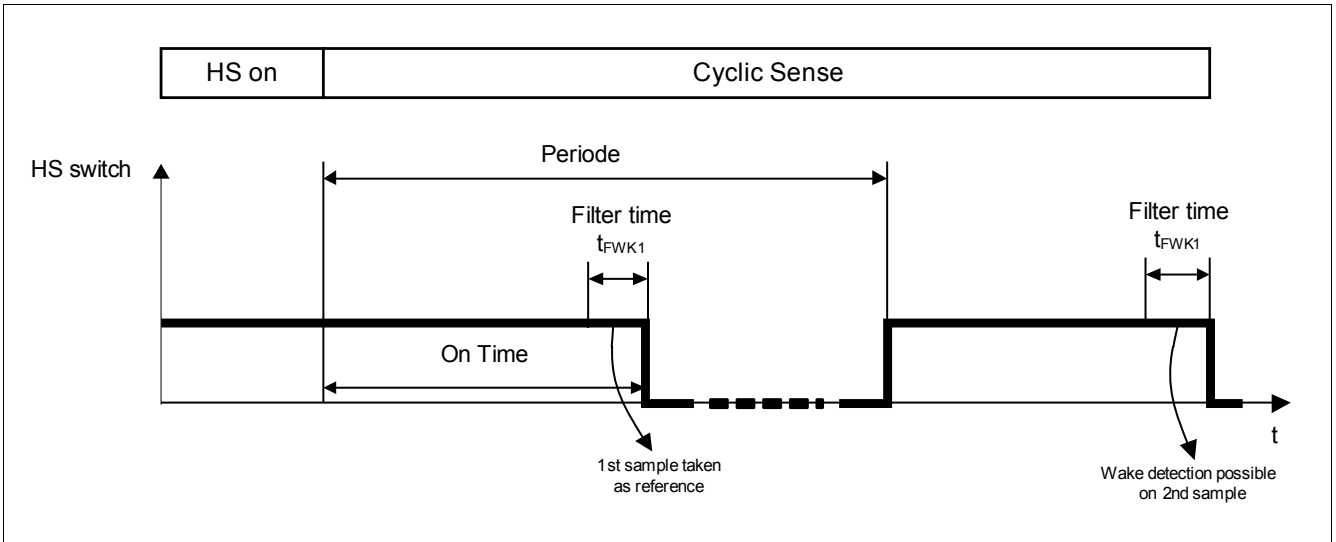 HS on
Cyclic Sense
Periode
HS switch
Filter time
tFWK1
Filter time
tFWK1
On Time
t
1st sample taken
as reference
Wake detection possible
on 2nd sample